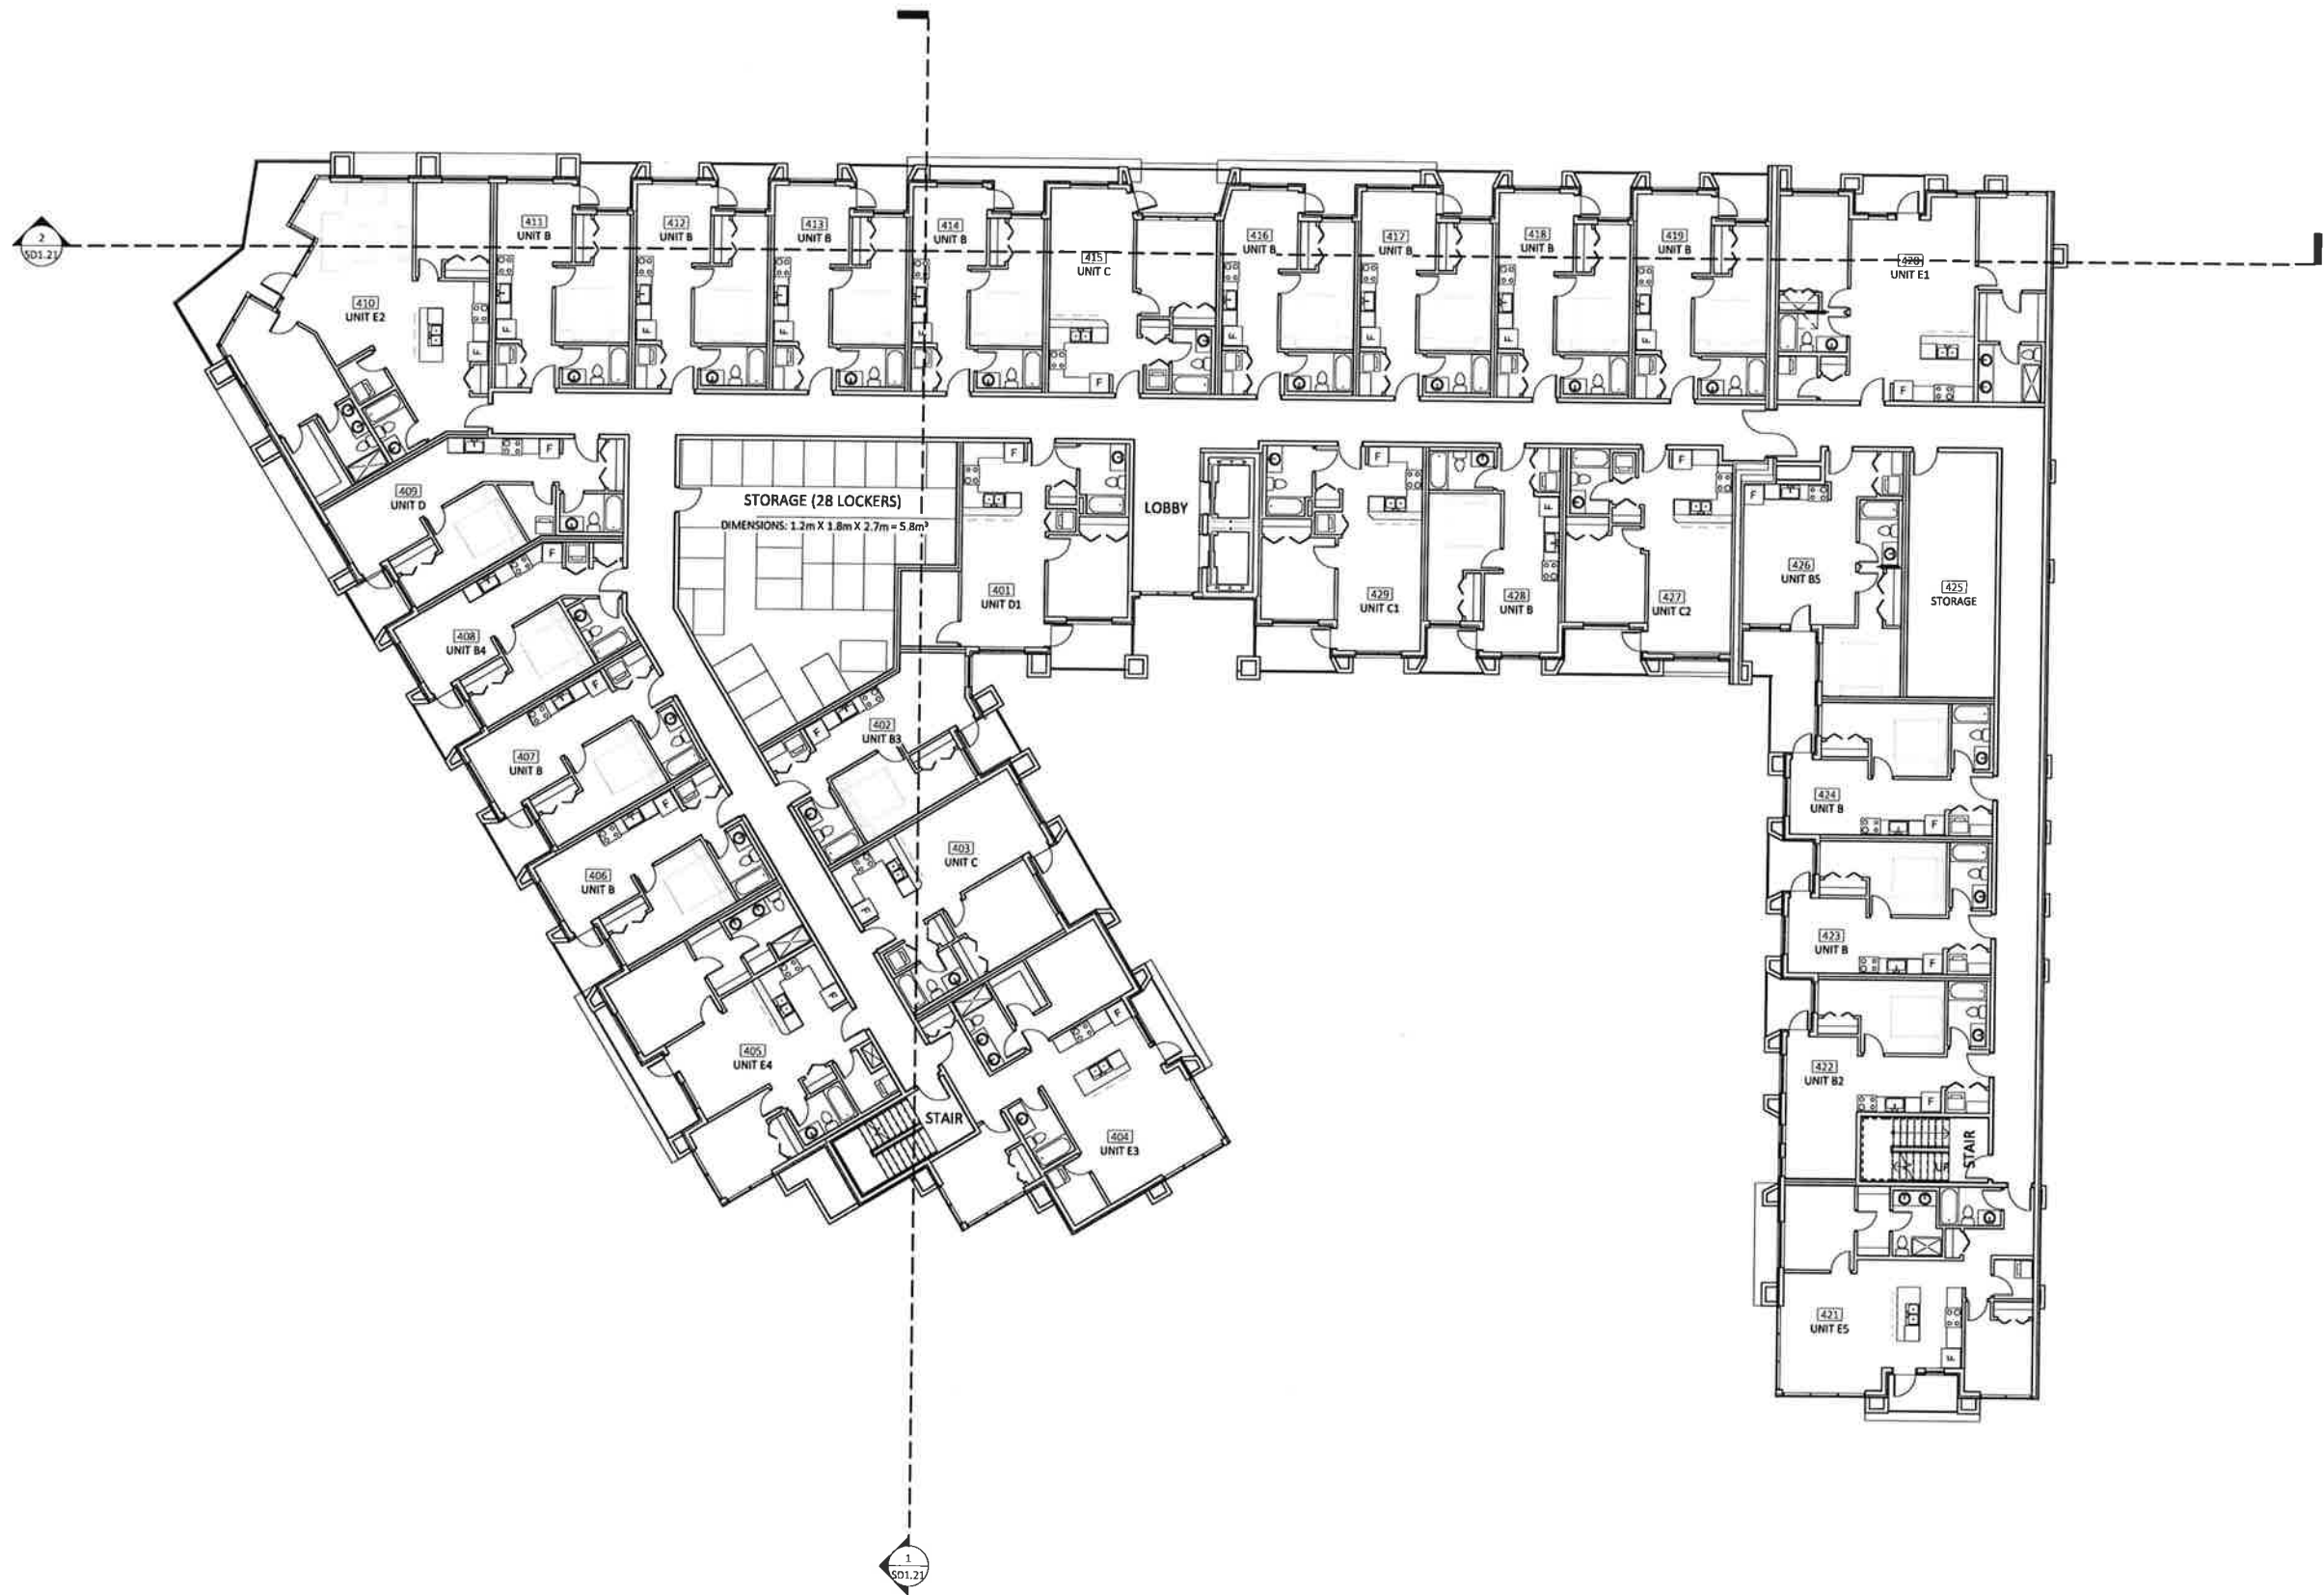 2
SD1.21
411
UNIT B
412
UNIT B
413
UNIT B
414
UNIT B
415
UNIT C
416
UNIT B
417
UNIT B
418
UNIT B
419
UNIT B
420
UNIT E1
410
UNIT E2
F
F
F
F
F
F
F
F
F
F
F
409
UNIT D
F
STORAGE (28 LOCKERS)
DIMENSIONS: 1.2m X 1.8m X 2.7m = 5.8m³
F
LOBBY
F
F
F
F
401
UNIT D1
429
UNIT C1
428
UNIT B
427
UNIT C2
426
UNIT B5
425
STORAGE
F
408
UNIT B4
F
407
UNIT B
F
402
UNIT B3
F
406
UNIT B
403
UNIT C
F
424
UNIT B
F
423
UNIT B
F
F
F
405
UNIT E4
422
UNIT B2
F
STAIR
404
UNIT E3
STAIR
UP
421
UNIT E5
F
1
SD1.21